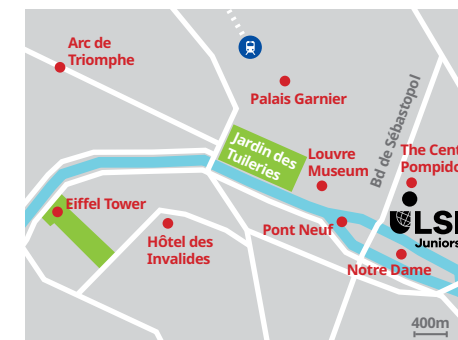 Arc de
Triomphe
Palais Garnier
Bd de Sébastopol
Jardin des
Tuileries
Louvre
Museum
The Cent
Pompido
Eiffel Tower
LSI
Juniors
Pont Neuf
Hôtel des
Invalides
Notre Dame
400m